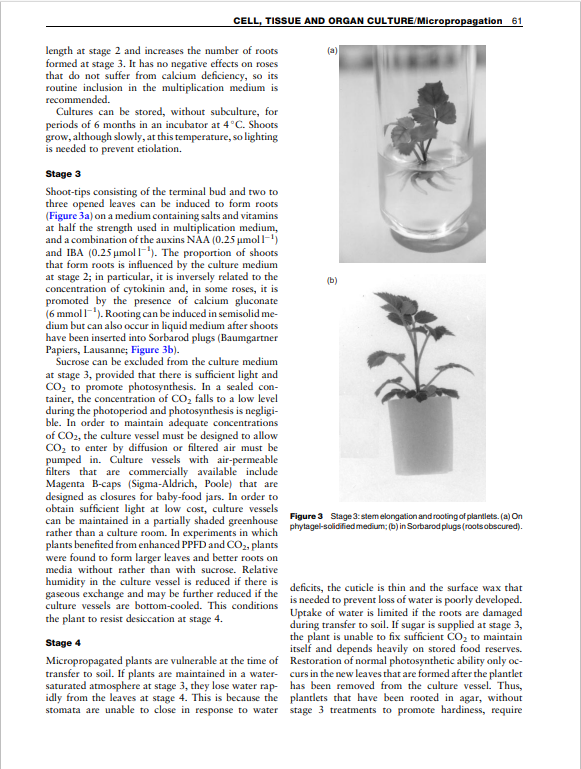 CELL, TISSUE AND ORGAN CULTURE/Micropropagation 61
length at stage 2 and increases the number of roots
formed at stage 3. It has no negative effects on roses
that do not suffer from calcium deficiency, so its
routine inclusion in the multiplication medium is
recommended.
Cultures can be stored, without subculture, for
periods of 6 months in an incubator at 4°C. Shoots
grow, although slowly, at this temperature, so lighting
is needed to prevent etiolation.
Stage 3
Shoot-tips consisting of the terminal bud and two to
three opened leaves can be induced to form roots
(Figure 3a) on a medium containing salts and vitamins
at half the strength used in multiplication medium,
and a combination of the auxins NAA (0.25 µmol l⁻¹)
and IBA (0.25 µmol l⁻¹). The proportion of shoots
that form roots is influenced by the culture medium
at stage 2; in particular, it is inversely related to the
concentration of cytokinin and, in some roses, it is
promoted by the presence of calcium gluconate
(6 mmol l⁻¹). Rooting can be induced in semisolid me-
dium but can also occur in liquid medium after shoots
have been inserted into Sorbarod plugs (Baumgartner
Papiers, Lausanne; Figure 3b).
Sucrose can be excluded from the culture medium
at stage 3, provided that there is sufficient light and
CO₂ to promote photosynthesis. In a sealed con-
tainer, the concentration of CO₂ falls to a low level
during the photoperiod and photosynthesis is negligi-
ble. In order to maintain adequate concentrations
of CO₂, the culture vessel must be designed to allow
CO₂ to enter by diffusion or filtered air must be
pumped in. Culture vessels with air-permeable
filters that are commercially available include
Magenta B-caps (Sigma-Aldrich, Poole) that are
designed as closures for baby-food jars. In order to
obtain sufficient light at low cost, culture vessels
can be maintained in a partially shaded greenhouse
rather than a culture room. In experiments in which
plants benefited from enhanced PPFD and CO₂, plants
were found to form larger leaves and better roots on
media without rather than with sucrose. Relative
humidity in the culture vessel is reduced if there is
gaseous exchange and may be further reduced if the
culture vessels are bottom-cooled. This conditions
the plant to resist desiccation at stage 4.
Stage 4
Micropropagated plants are vulnerable at the time of
transfer to soil. If plants are maintained in a water-
saturated atmosphere at stage 3, they lose water rap-
idly from the leaves at stage 4. This is because the
stomata are unable to close in response to water
(a)
(b)
Figure 3 Stage 3: stem elongation and rooting of plantlets. (a) On
phytagel-solidified medium; (b) in Sorbarod plugs (roots obscured).
deficits, the cuticle is thin and the surface wax that
is needed to prevent loss of water is poorly developed.
Uptake of water is limited if the roots are damaged
during transfer to soil. If sugar is supplied at stage 3,
the plant is unable to fix sufficient CO₂ to maintain
itself and depends heavily on stored food reserves.
Restoration of normal photosynthetic ability only oc-
curs in the new leaves that are formed after the plantlet
has been removed from the culture vessel. Thus,
plantlets that have been rooted in agar, without
stage 3 treatments to promote hardiness, require